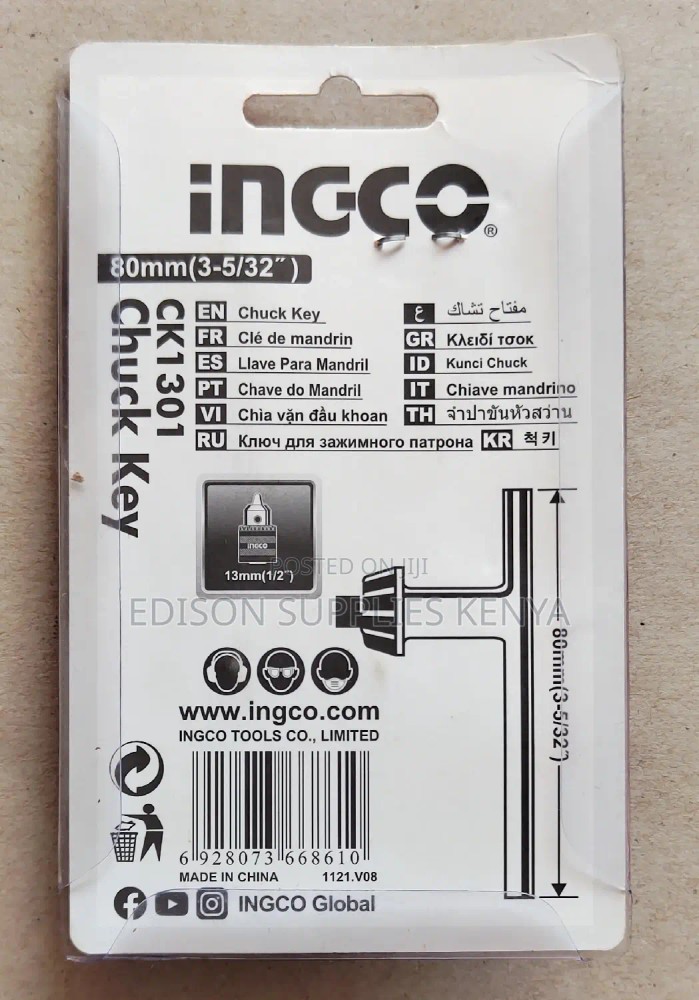 INGCO®
80mm(3-5/32")
CK1301
Chuck Key
EN Chuck Key
FR Clé de mandrin
ES Llave Para Mandril
PT Chave do Mandril
VI Chìa vặn đầu khoan
RU Ключ для зажимного патрона
ع مفتاح تشاك
GR Κλειδί τσοκ
ID Kunci Chuck
IT Chiave mandrino
TH จำปาขันหัวสว่าน
KR 척 키
INGCO
13mm(1/2")
POSTED ON JIJI
EDISON SUPPLIES KENYA
80mm(3-5/32")
www.ingco.com
INGCO TOOLS CO., LIMITED
6 928073 668610
MADE IN CHINA 1121.V08
INGCO Global